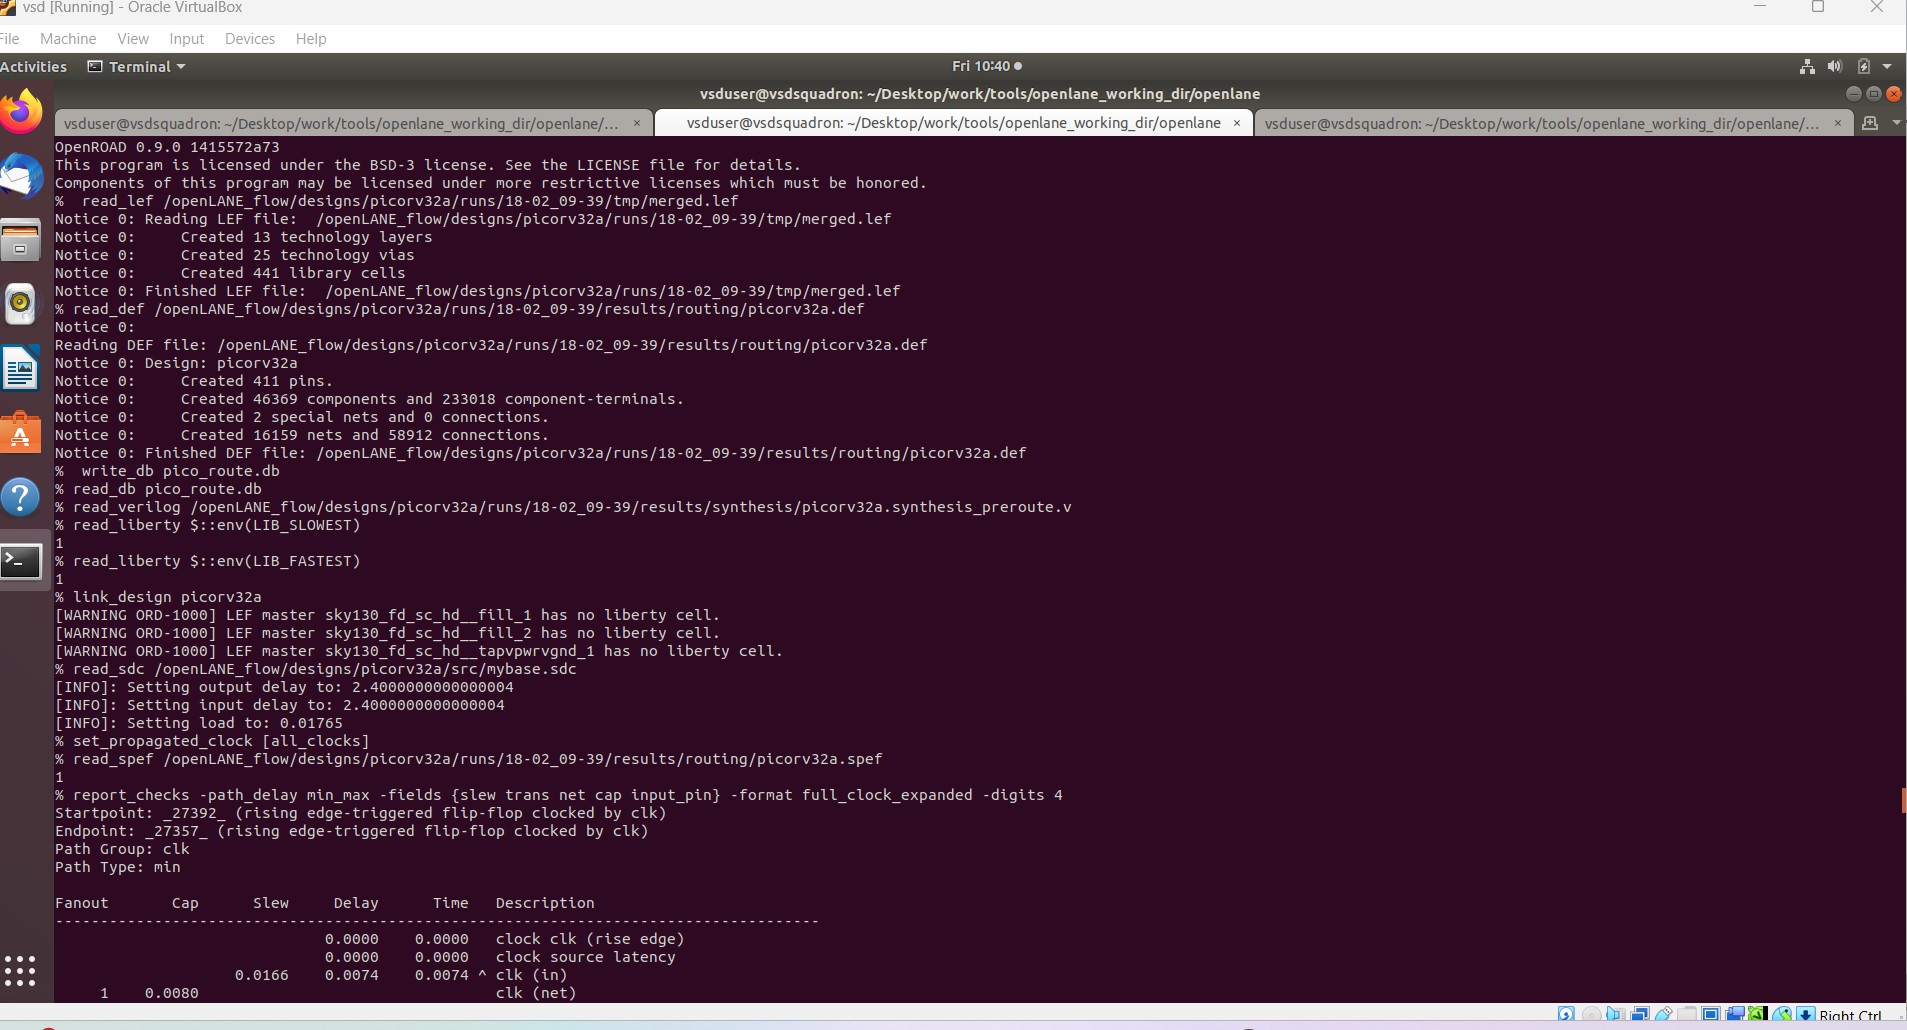 vsd [Running] - Oracle VirtualBox
File Machine View Input Devices Help
Activities Terminal Fri 10:40
vsduser@vsdsquadron: ~/Desktop/work/tools/openlane_working_dir/openlane
vsduser@vsdsquadron: ~/Desktop/work/tools/openlane_working_dir/openlane/... × vsduser@vsdsquadron: ~/Desktop/work/tools/openlane_working_dir/openlane × vsduser@vsdsquadron: ~/Desktop/work/tools/openlane_working_dir/openlane/... ×
OpenROAD 0.9.0 1415572a73
This program is licensed under the BSD-3 license. See the LICENSE file for details.
Components of this program may be licensed under more restrictive licenses which must be honored.
%  read_lef /openLANE_flow/designs/picorv32a/runs/18-02_09-39/tmp/merged.lef
Notice 0: Reading LEF file:  /openLANE_flow/designs/picorv32a/runs/18-02_09-39/tmp/merged.lef
Notice 0:     Created 13 technology layers
Notice 0:     Created 25 technology vias
Notice 0:     Created 441 library cells
Notice 0: Finished LEF file:  /openLANE_flow/designs/picorv32a/runs/18-02_09-39/tmp/merged.lef
% read_def /openLANE_flow/designs/picorv32a/runs/18-02_09-39/results/routing/picorv32a.def
Notice 0:
Reading DEF file: /openLANE_flow/designs/picorv32a/runs/18-02_09-39/results/routing/picorv32a.def
Notice 0: Design: picorv32a
Notice 0:     Created 411 pins.
Notice 0:     Created 46369 components and 233018 component-terminals.
Notice 0:     Created 2 special nets and 0 connections.
Notice 0:     Created 16159 nets and 58912 connections.
Notice 0: Finished DEF file: /openLANE_flow/designs/picorv32a/runs/18-02_09-39/results/routing/picorv32a.def
%  write_db pico_route.db
% read_db pico_route.db
% read_verilog /openLANE_flow/designs/picorv32a/runs/18-02_09-39/results/synthesis/picorv32a.synthesis_preroute.v
% read_liberty $::env(LIB_SLOWEST)
1
% read_liberty $::env(LIB_FASTEST)
1
% link_design picorv32a
[WARNING ORD-1000] LEF master sky130_fd_sc_hd__fill_1 has no liberty cell.
[WARNING ORD-1000] LEF master sky130_fd_sc_hd__fill_2 has no liberty cell.
[WARNING ORD-1000] LEF master sky130_fd_sc_hd__tapvpwrvgnd_1 has no liberty cell.
% read_sdc /openLANE_flow/designs/picorv32a/src/mybase.sdc
[INFO]: Setting output delay to: 2.4000000000000004
[INFO]: Setting input delay to: 2.4000000000000004
[INFO]: Setting load to: 0.01765
% set_propagated_clock [all_clocks]
% read_spef /openLANE_flow/designs/picorv32a/runs/18-02_09-39/results/routing/picorv32a.spef
1
% report_checks -path_delay min_max -fields {slew trans net cap input_pin} -format full_clock_expanded -digits 4
Startpoint: _27392_ (rising edge-triggered flip-flop clocked by clk)
Endpoint: _27357_ (rising edge-triggered flip-flop clocked by clk)
Path Group: clk
Path Type: min
Fanout       Cap      Slew     Delay      Time   Description
-------------------------------------------------------------------------------------
0.0000    0.0000   clock clk (rise edge)
0.0000    0.0000   clock source latency
0.0166    0.0074    0.0074 ^ clk (in)
1    0.0080                                 clk (net)
Right Ctrl